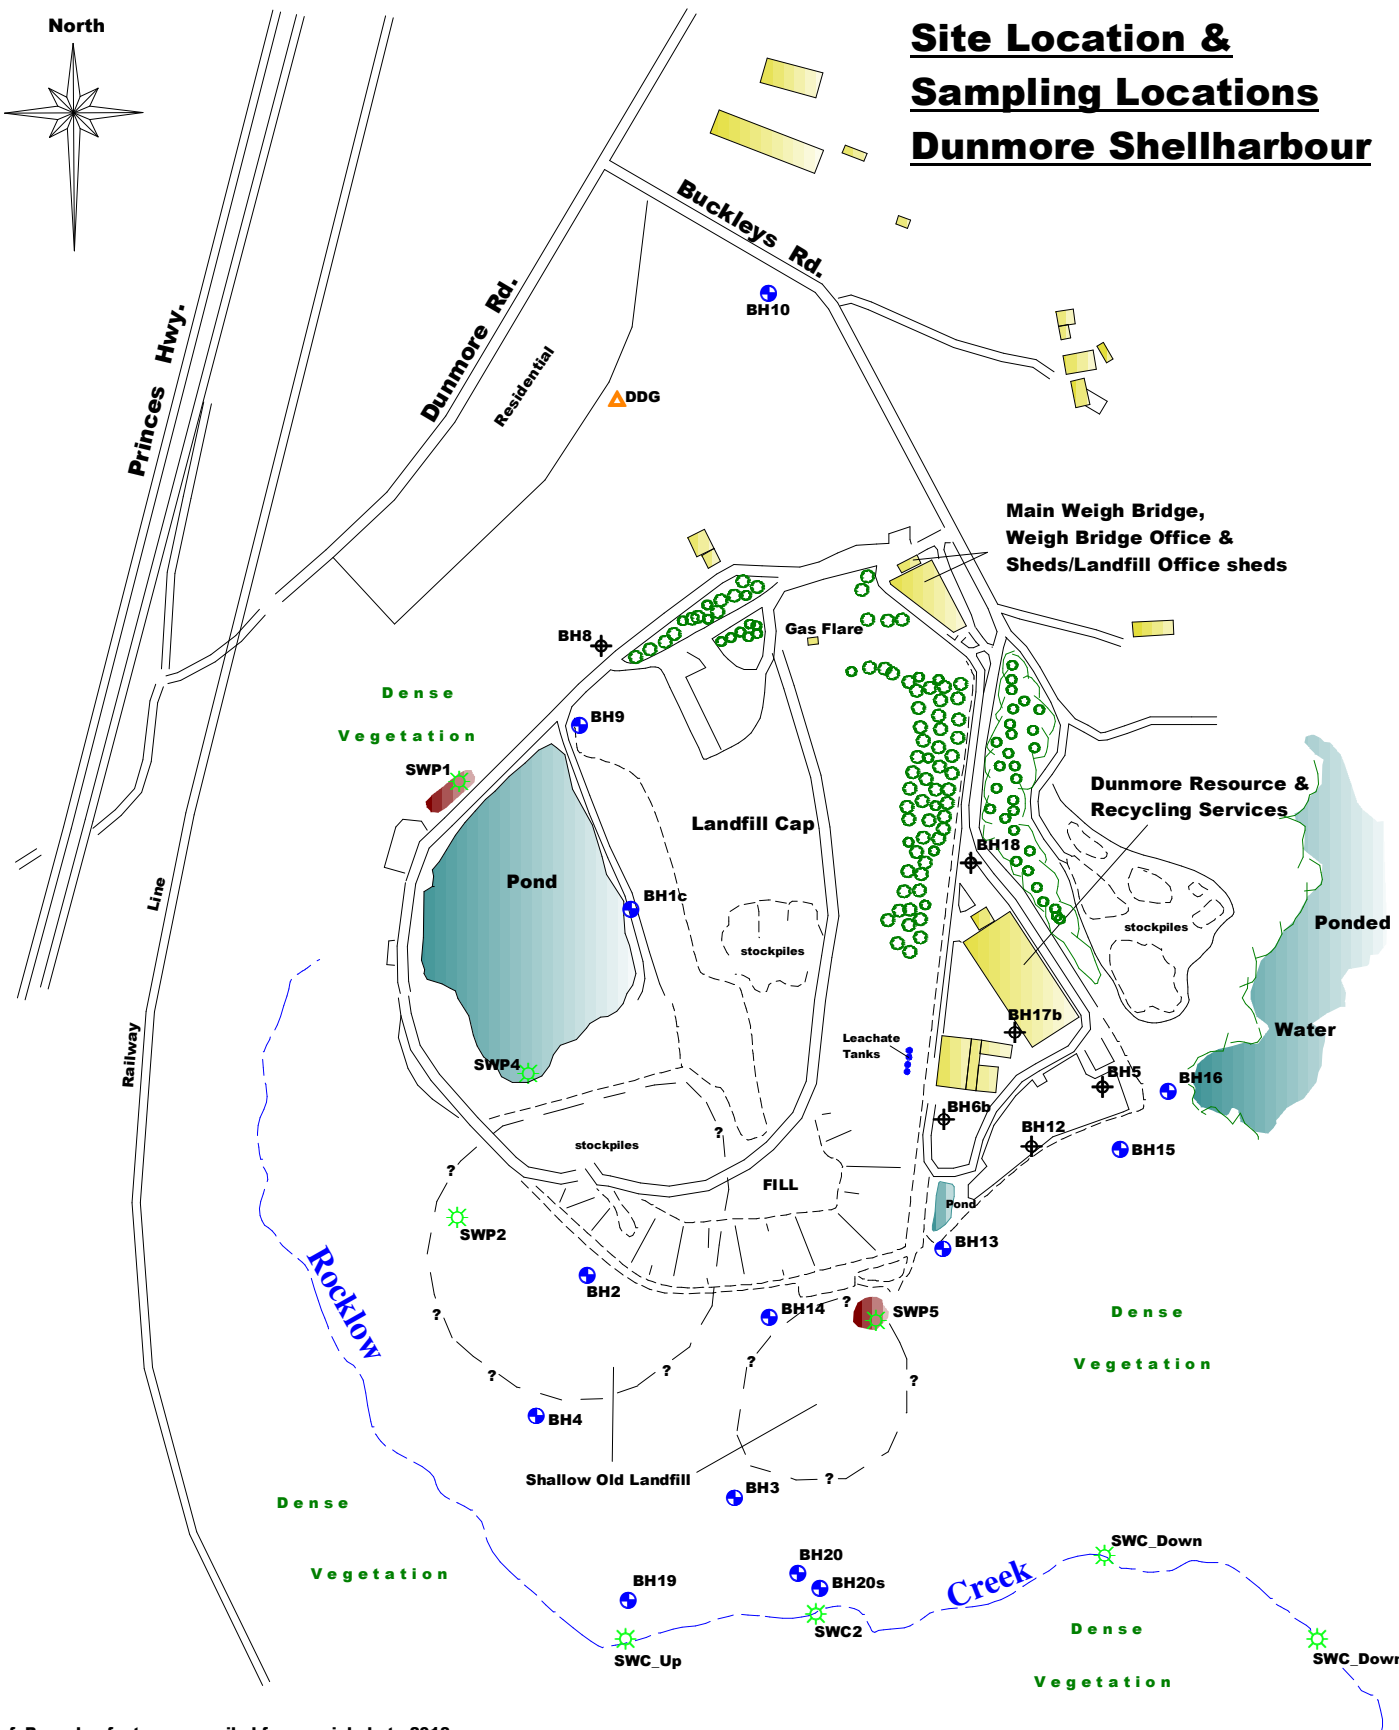 North
Site Location &
Sampling Locations
Dunmore Shellharbour
Buckleys Rd.
BH10
Princes Hwy.
Dunmore Rd.
Residential
DDG
Main Weigh Bridge,
Weigh Bridge Office &
Sheds/Landfill Office sheds
BH8
Gas Flare
Dense
Vegetation
BH9
SWP1
Dunmore Resource &
Recycling Services
Landfill Cap
BH18
Pond
BH1c
Line
stockpiles
stockpiles
Ponded
Water
BH17b
Railway
Leachate
Tanks
SWP4
BH5
BH16
BH6b
BH12
?
stockpiles
BH15
?
FILL
Pond
SWP2
BH13
Rocklow
BH2
BH14
?
SWP5
?
Dense
Vegetation
?
?
?
?
BH4
Shallow Old Landfill
?
BH3
Dense
Vegetation
SWC_Down
BH20
BH20s
BH19
Creek
SWC2
SWC_Up
Dense
Vegetation
SWC_Down